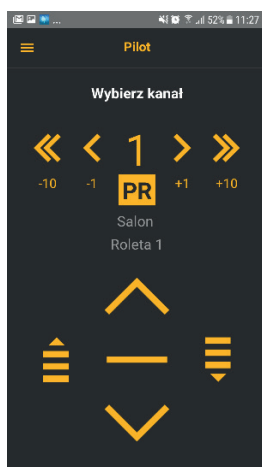 ... 52% 11:27
Pilot
Wybierz kanał
1
-10 -1 PR +1 +10
Salon
Roleta 1